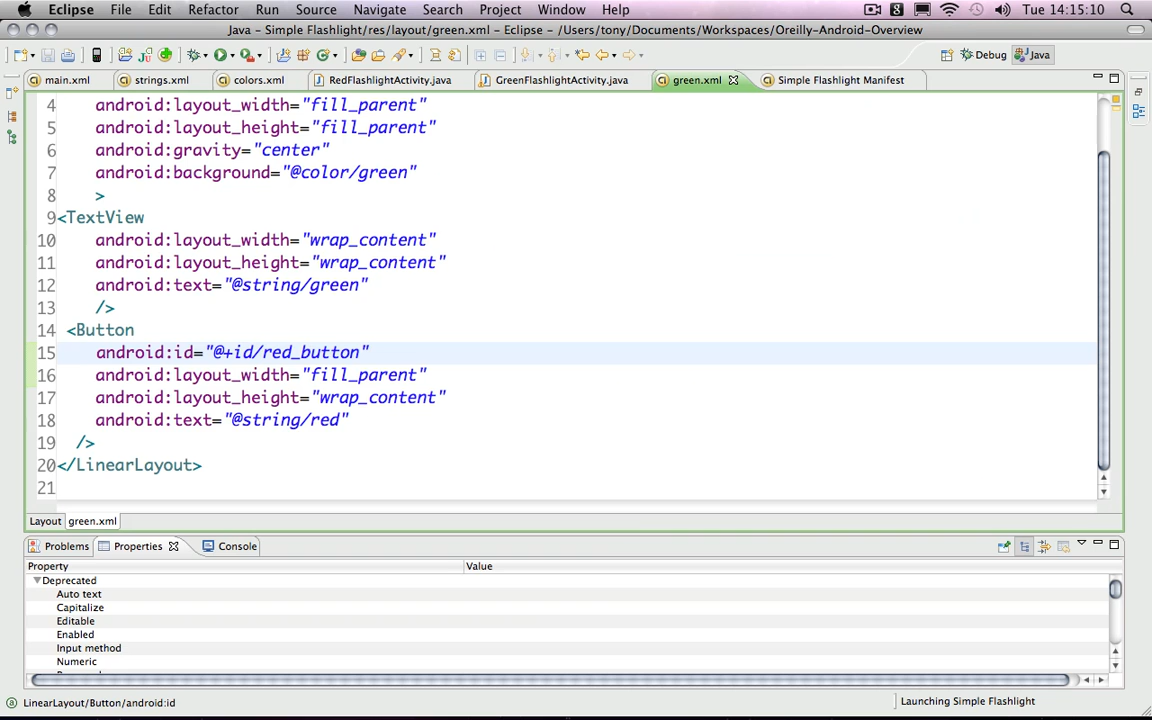 Eclipse File Edit Refactor Run Source Navigate Search Project Window Help Tue 14:15:10
Java - Simple Flashlight/res/layout/green.xml - Eclipse - /Users/tony/Documents/Workspaces/Oreilly-Android-Overview
Debug Java
main.xml strings.xml colors.xml RedFlashlightActivity.java GreenFlashlightActivity.java green.xml Simple Flashlight Manifest
4 android:layout_width="fill_parent"
5 android:layout_height="fill_parent"
6 android:gravity="center"
7 android:background="@color/green"
8 >
9 <TextView
10 android:layout_width="wrap_content"
11 android:layout_height="wrap_content"
12 android:text="@string/green"
13 />
14 <Button
15 android:id="@+id/red_button"
16 android:layout_width="fill_parent"
17 android:layout_height="wrap_content"
18 android:text="@string/red"
19 />
20 </LinearLayout>
21
Layout green.xml
Problems Properties Console
Property Value
Deprecated
Auto text
Capitalize
Editable
Enabled
Input method
Numeric
LinearLayout/Button/android:id Launching Simple Flashlight